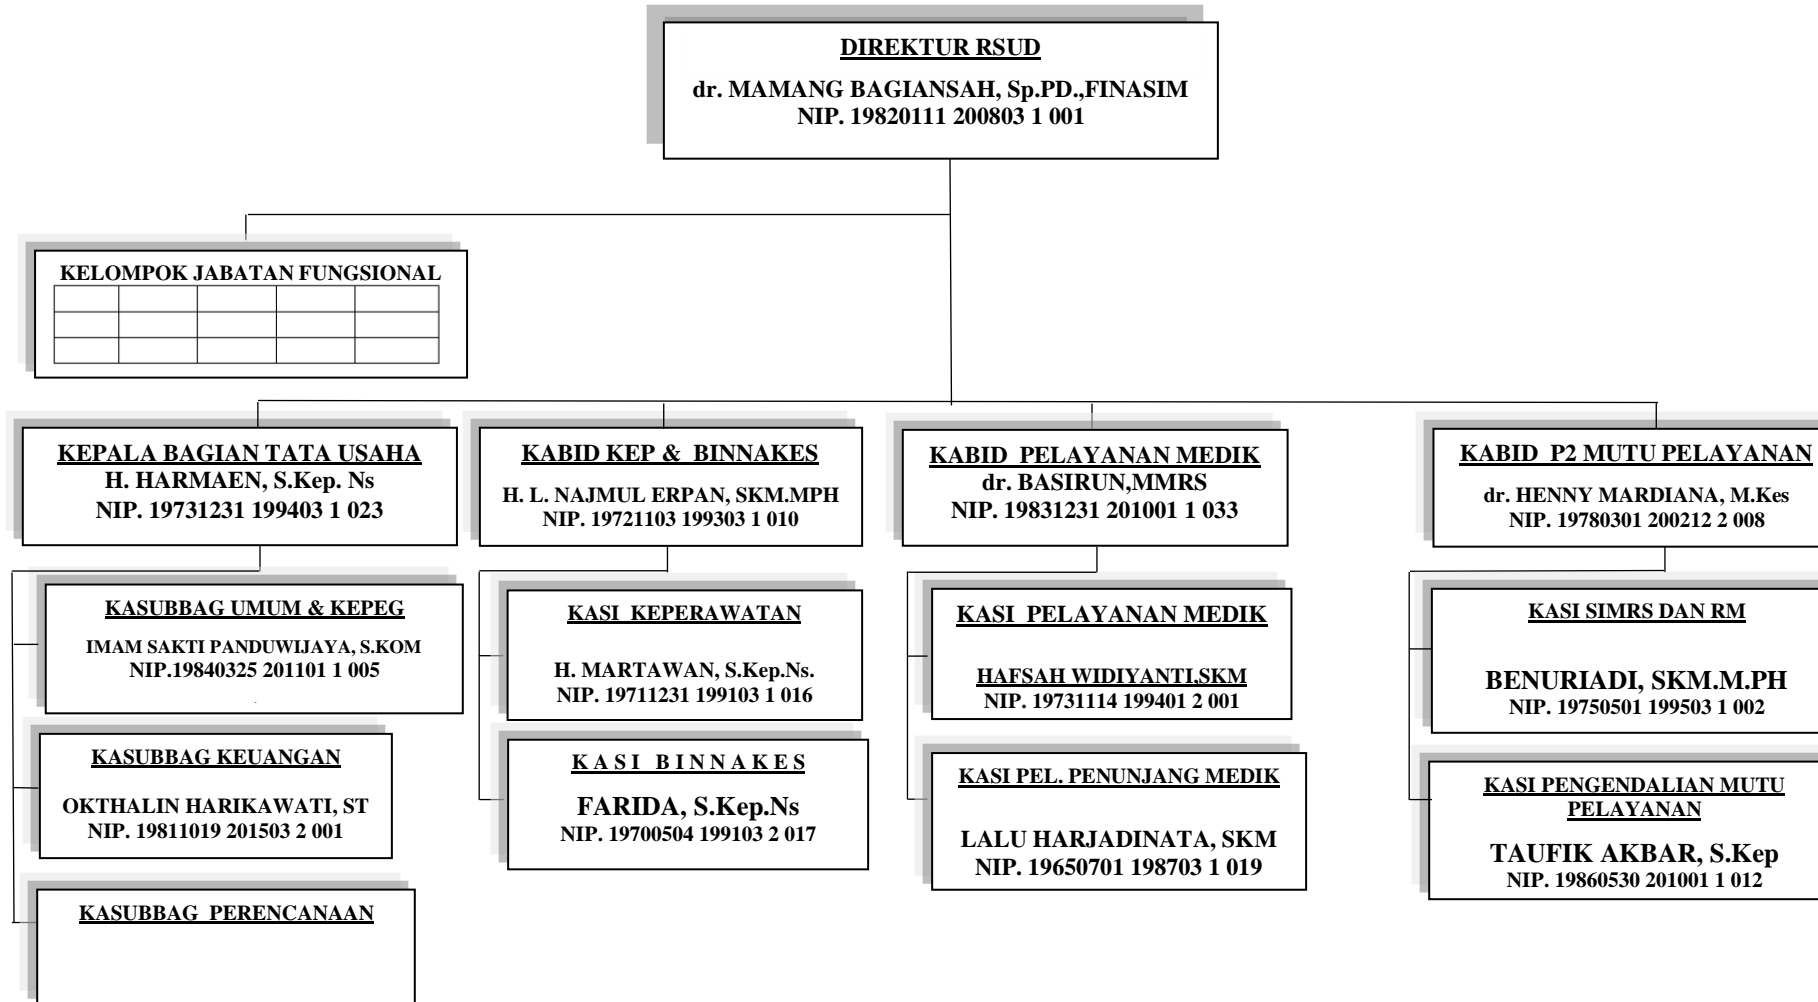 DIREKTUR RSUD
dr. MAMANG BAGIANSAH, Sp.PD.,FINASIM
NIP. 19820111 200803 1 001
KELOMPOK JABATAN FUNGSIONAL
KEPALA BAGIAN TATA USAHA
H. HARMAEN, S.Kep. Ns
NIP. 19731231 199403 1 023
KABID KEP & BINNAKES
H. L. NAJMUL ERPAN, SKM.MPH
NIP. 19721103 199303 1 010
KABID PELAYANAN MEDIK
dr. BASIRUN,MMRS
NIP. 19831231 201001 1 033
KABID P2 MUTU PELAYANAN
dr. HENNY MARDIANA, M.Kes
NIP. 19780301 200212 2 008
KASUBBAG UMUM & KEPEG
IMAM SAKTI PANDUWIJAYA, S.KOM
NIP.19840325 201101 1 005
.
KASUBBAG KEUANGAN
OKTHALIN HARIKAWATI, ST
NIP. 19811019 201503 2 001
KASUBBAG PERENCANAAN
KASI KEPERAWATAN
H. MARTAWAN, S.Kep.Ns.
NIP. 19711231 199103 1 016
K A S I B I N N A K E S
FARIDA, S.Kep.Ns
NIP. 19700504 199103 2 017
KASI PELAYANAN MEDIK
HAFSAH WIDIYANTI,SKM
NIP. 19731114 199401 2 001
KASI PEL. PENUNJANG MEDIK
LALU HARJADINATA, SKM
NIP. 19650701 198703 1 019
KASI SIMRS DAN RM
BENURIADI, SKM.M.PH
NIP. 19750501 199503 1 002
KASI PENGENDALIAN MUTU
PELAYANAN
TAUFIK AKBAR, S.Kep
NIP. 19860530 201001 1 012